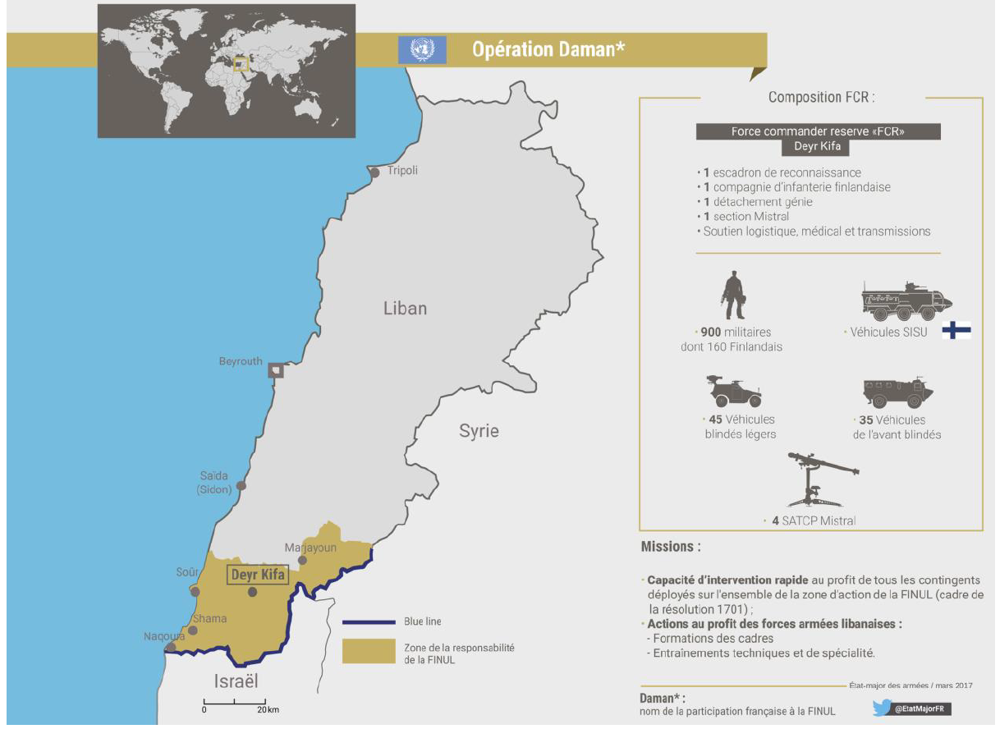 Opération Daman*
Tripoli
Liban
Beyrouth
Syrie
Saïda
(Sidon)
Marjayoun
Soûr
Deyr Kifa
Shama
Naqoura
Israël
0 20 km
Blue line
Zone de la responsabilité
de la FINUL
Composition FCR :
Force commander reserve «FCR»
Deyr Kifa
• 1 escadron de reconnaissance
• 1 compagnie d'infanterie finlandaise
• 1 détachement génie
• 1 section Mistral
• Soutien logistique, médical et transmissions
• 900 militaires
dont 160 Finlandais
• Véhicules SISU
• 45 Véhicules
blindés légers
• 35 Véhicules
de l'avant blindés
• 4 SATCP Mistral
Missions :
• Capacité d'intervention rapide au profit de tous les contingents
déployés sur l'ensemble de la zone d'action de la FINUL (cadre de
la résolution 1701) ;
• Actions au profit des forces armées libanaises :
- Formations des cadres
- Entraînements techniques et de spécialité.
État-major des armées / mars 2017
Daman* :
nom de la participation française à la FINUL
@EtatMajorFR